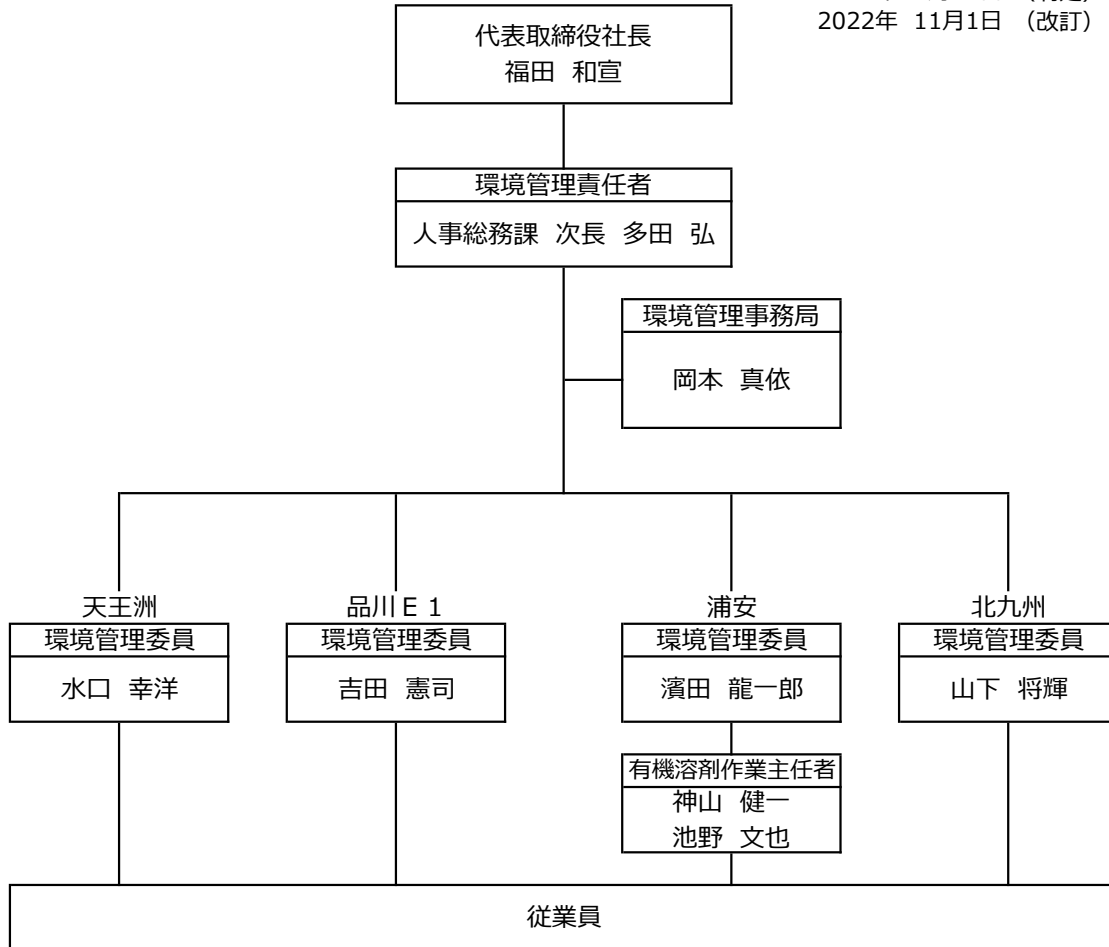 2022年 11月1日 （改訂）
代表取締役社長
福田 和宣
環境管理責任者
人事総務課 次長 多田 弘
環境管理事務局
岡本 真依
天王洲
環境管理委員
水口 幸洋
品川Ｅ１
環境管理委員
吉田 憲司
浦安
環境管理委員
濱田 龍一郎
北九州
環境管理委員
山下 将輝
有機溶剤作業主任者
神山 健一
池野 文也
従業員